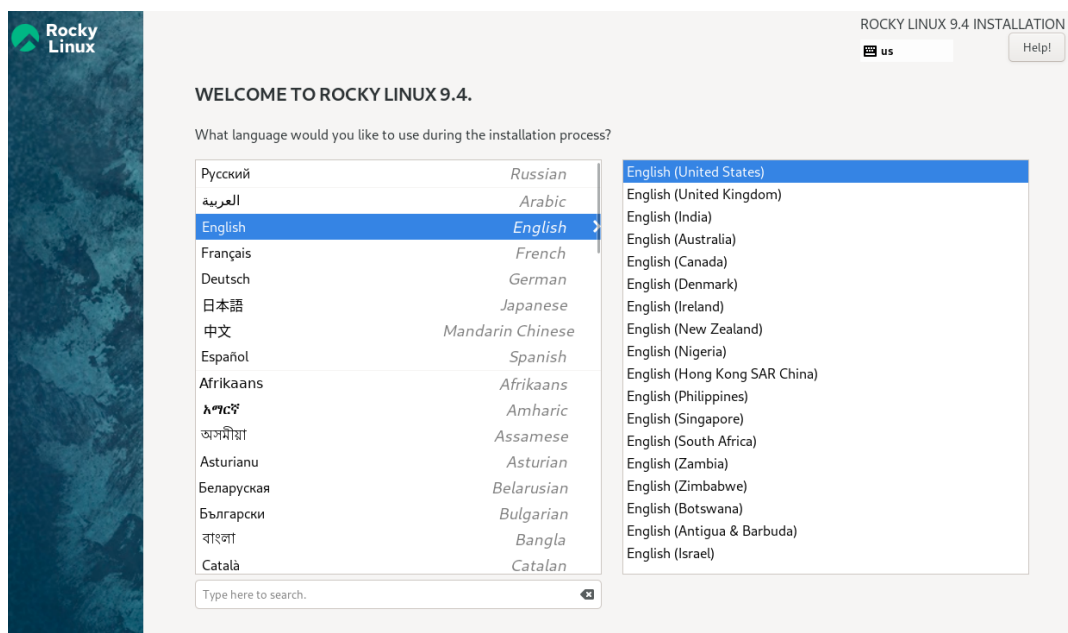 Rocky
Linux
ROCKY LINUX 9.4 INSTALLATION
us
Help!
WELCOME TO ROCKY LINUX 9.4.
What language would you like to use during the installation process?
Русский Russian
العربية Arabic
English English
Français French
Deutsch German
日本語 Japanese
中文 Mandarin Chinese
Español Spanish
Afrikaans Afrikaans
አማርኛ Amharic
অসমীয়া Assamese
Asturianu Asturian
Беларуская Belarusian
Български Bulgarian
বাংলা Bangla
Català Catalan
Type here to search.
English (United States)
English (United Kingdom)
English (India)
English (Australia)
English (Canada)
English (Denmark)
English (Ireland)
English (New Zealand)
English (Nigeria)
English (Hong Kong SAR China)
English (Philippines)
English (Singapore)
English (South Africa)
English (Zambia)
English (Zimbabwe)
English (Botswana)
English (Antigua & Barbuda)
English (Israel)